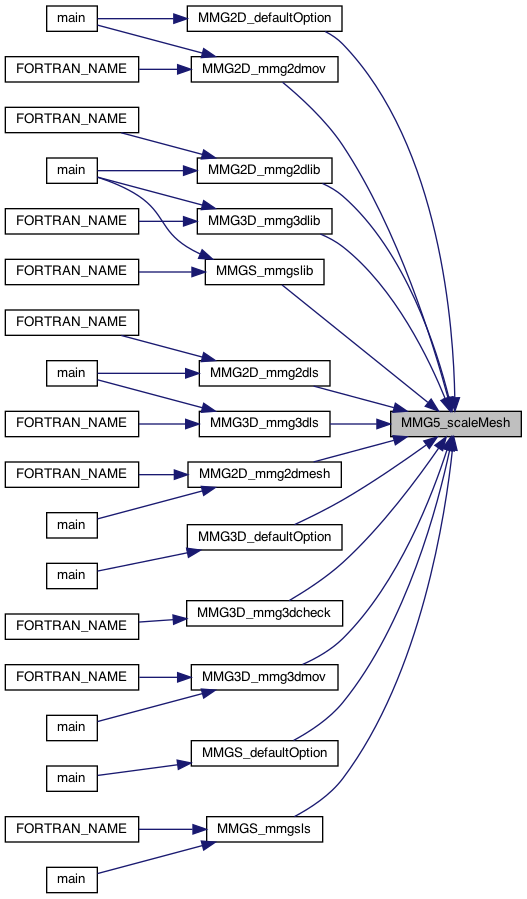 main
MMG2D_defaultOption
FORTRAN_NAME
MMG2D_mmg2dmov
FORTRAN_NAME
main
MMG2D_mmg2dlib
FORTRAN_NAME
MMG3D_mmg3dlib
FORTRAN_NAME
MMGS_mmgslib
FORTRAN_NAME
main
MMG2D_mmg2dls
FORTRAN_NAME
MMG3D_mmg3dls
MMG5_scaleMesh
FORTRAN_NAME
MMG2D_mmg2dmesh
main
MMG3D_defaultOption
main
FORTRAN_NAME
MMG3D_mmg3dcheck
FORTRAN_NAME
MMG3D_mmg3dmov
main
MMGS_defaultOption
main
FORTRAN_NAME
MMGS_mmgsls
main